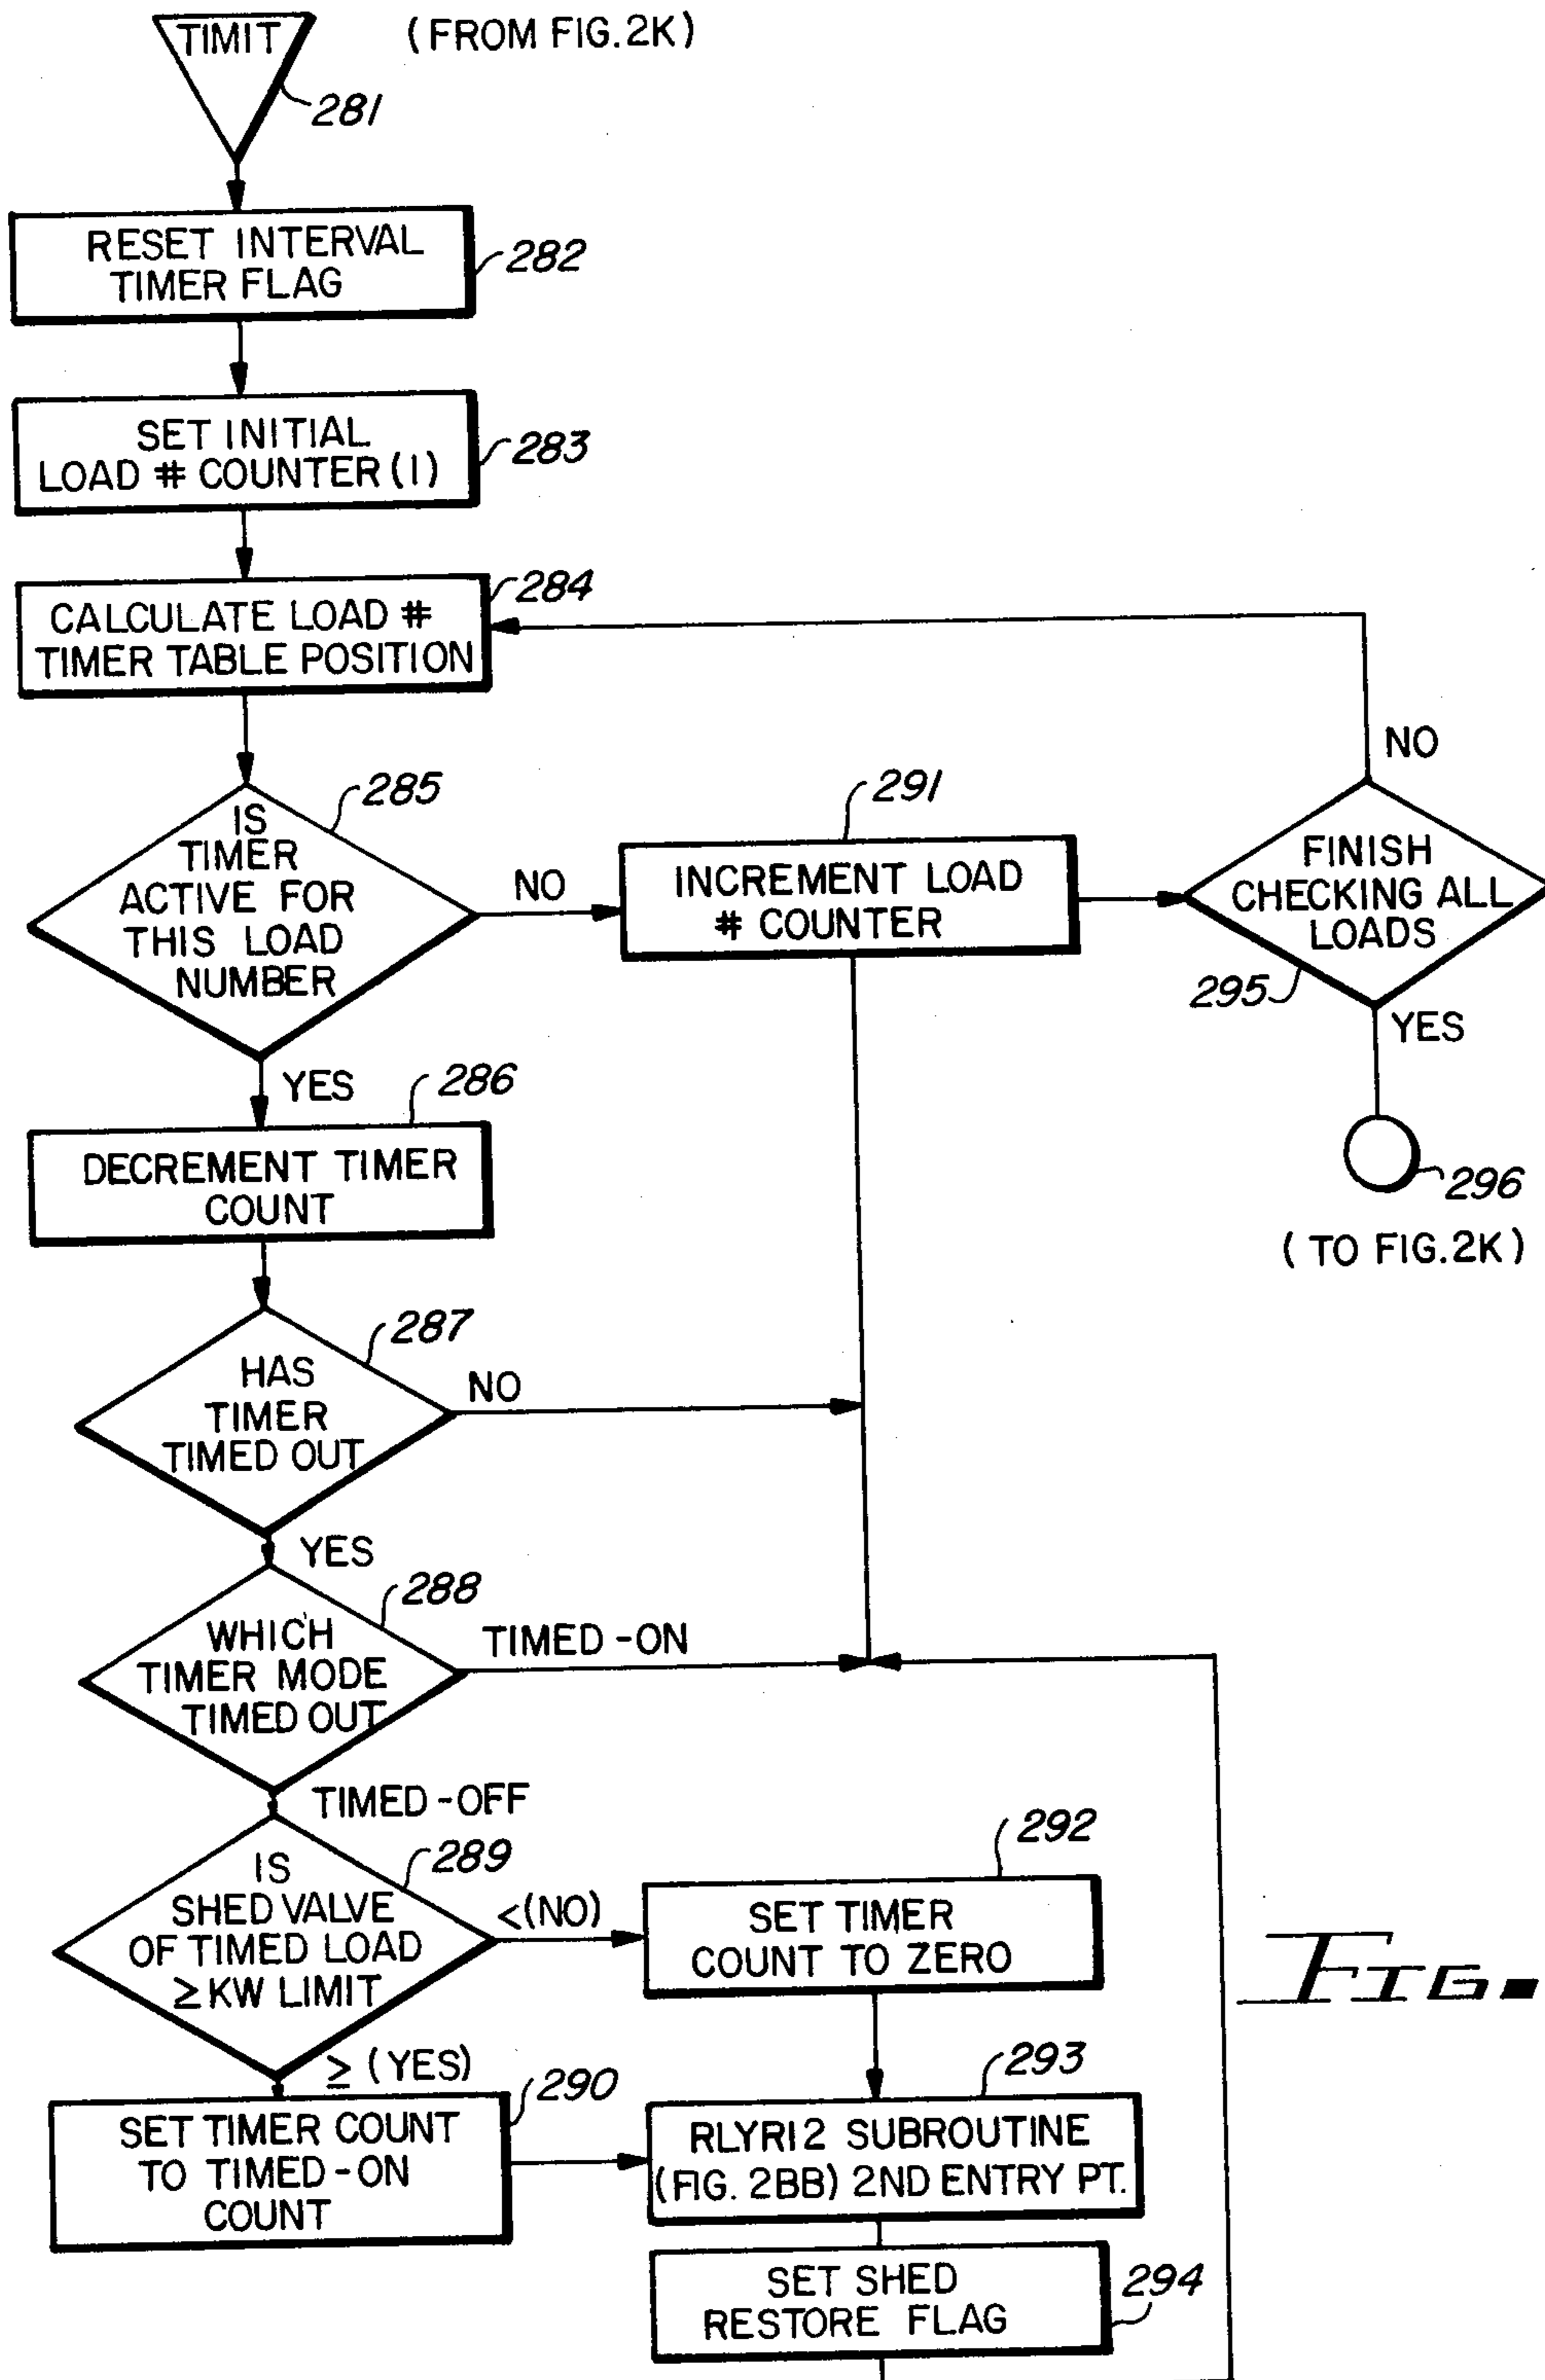 TIMIT
(FROM FIG.2K)
281
RESET INTERVAL
TIMER FLAG
282
SET INITIAL
LOAD # COUNTER (1)
283
284
CALCULATE LOAD #
TIMER TABLE POSITION
NO
285
291
IS
TIMER
ACTIVE FOR
THIS LOAD
NUMBER
NO
INCREMENT LOAD
# COUNTER
FINISH
CHECKING ALL
LOADS
295
YES
YES
286
DECREMENT TIMER
COUNT
296
(TO FIG.2K)
287
HAS
TIMER
TIMED OUT
NO
YES
288
WHICH
TIMER MODE
TIMED OUT
TIMED-ON
TIMED-OFF
289
IS
SHED VALVE
OF TIMED LOAD
≥KW LIMIT
<(NO)
292
SET TIMER
COUNT TO ZERO
FIG.
≥ (YES)
290
SET TIMER COUNT
TO TIMED-ON
COUNT
293
RLYR12 SUBROUTINE
(FIG. 2BB) 2ND ENTRY PT.
SET SHED
RESTORE FLAG
294